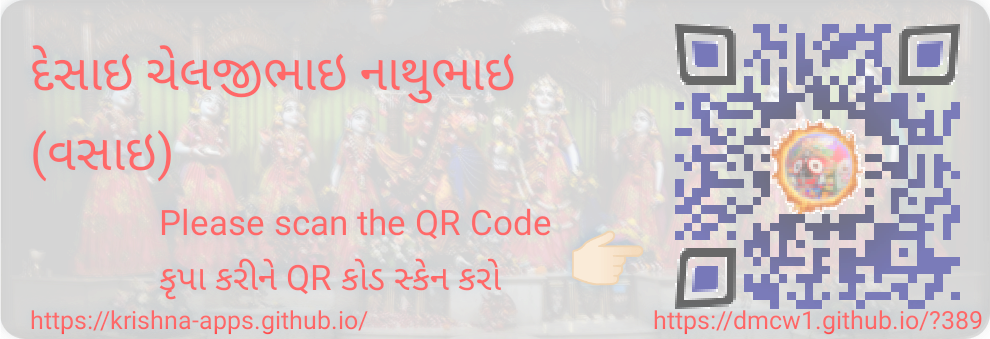 દેસાઇ ચેલજીભાઇ નાથુભાઇ
(વસાઇ)
Please scan the QR Code
કૃપા કરીને QR કોડ સ્કેન કરો
https://krishna-apps.github.io/
https://dmcw1.github.io/?389